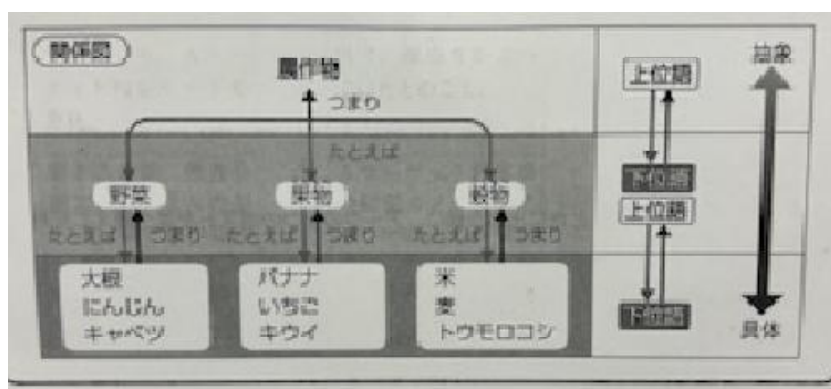 関係図
農作物
つまり
たとえば
野菜
果物
穀物
たとえば つまり
たとえば つまり
たとえば つまり
大根
にんじん
キャベツ
バナナ
いちご
キウイ
米
麦
トウモロコシ
上位語
下位語
上位語
下位語
抽象
具体